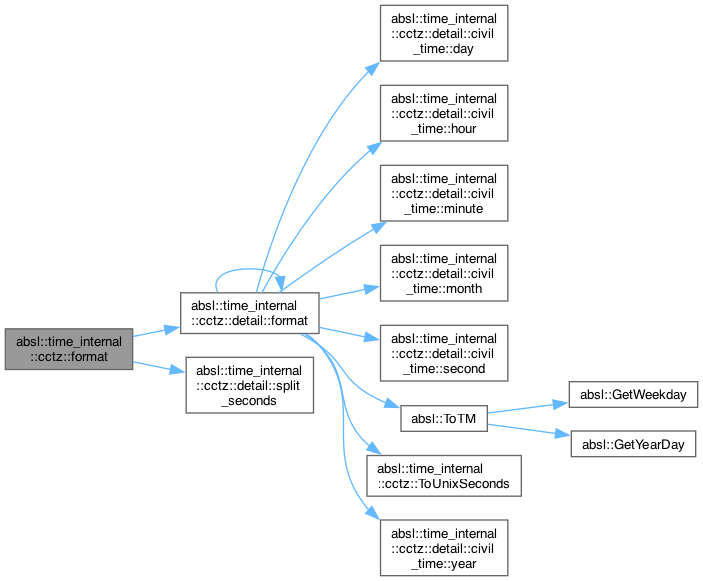 absl::time_internal
::cctz::detail::civil
_time::day
absl::time_internal
::cctz::detail::civil
_time::hour
absl::time_internal
::cctz::detail::civil
_time::minute
absl::time_internal
::cctz::detail::civil
_time::month
absl::time_internal
::cctz::detail::format
absl::time_internal
::cctz::format
absl::time_internal
::cctz::detail::civil
_time::second
absl::time_internal
::cctz::detail::split
_seconds
absl::GetWeekday
absl::ToTM
absl::GetYearDay
absl::time_internal
::cctz::ToUnixSeconds
absl::time_internal
::cctz::detail::civil
_time::year